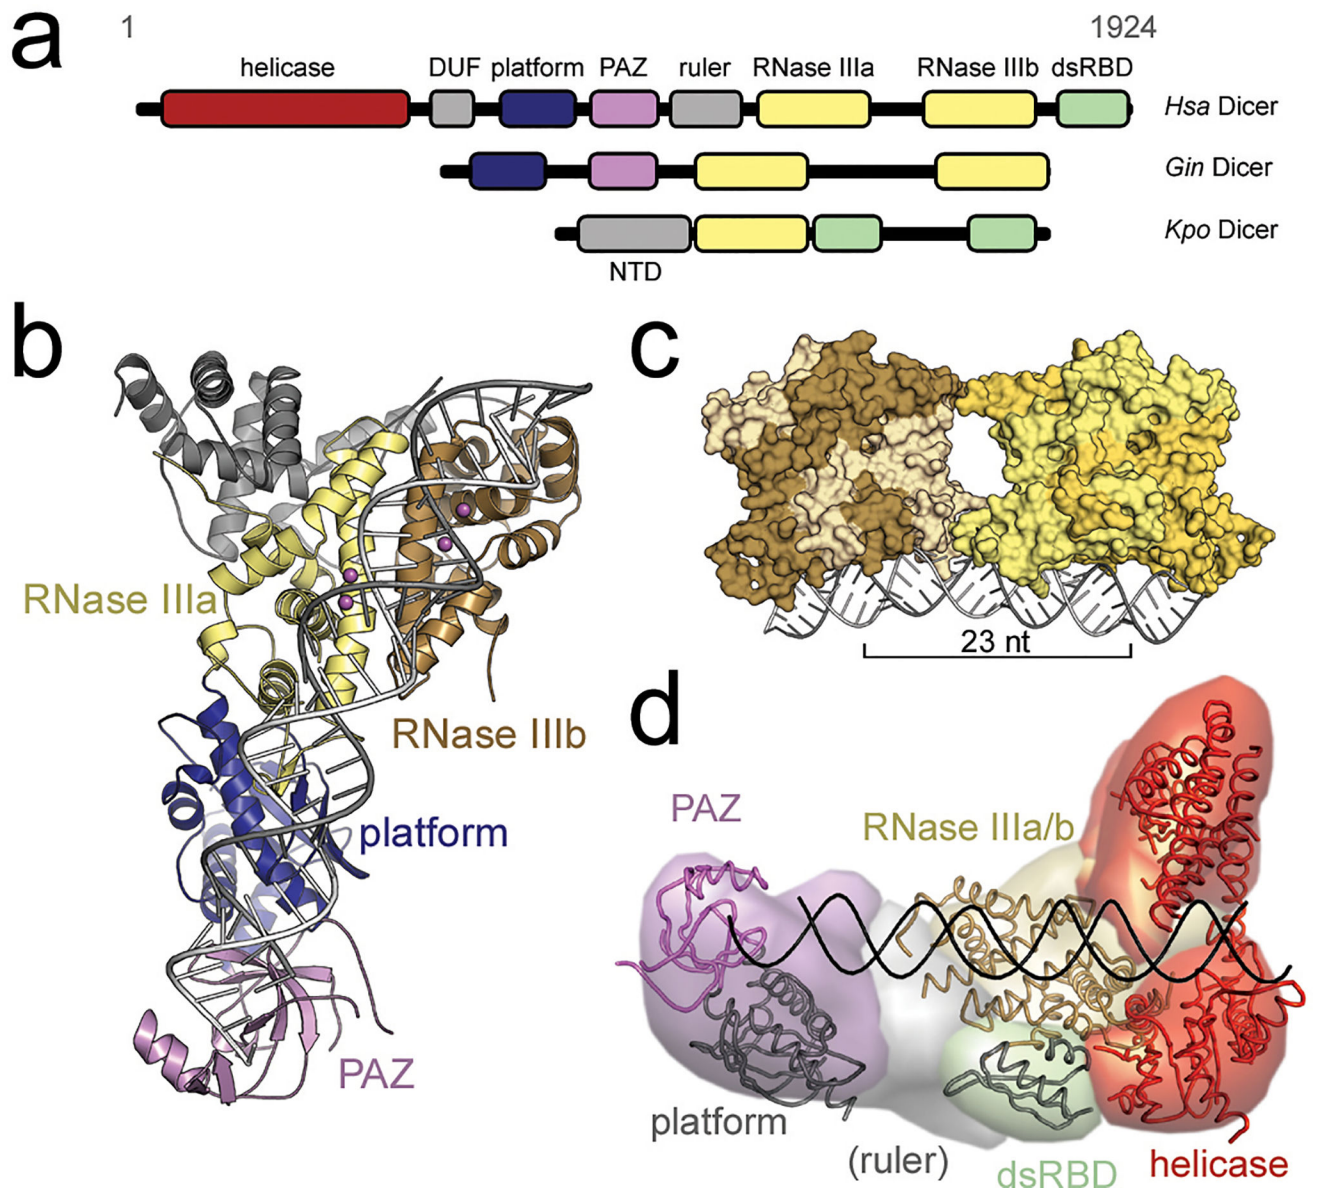 a
1 1924
helicase DUF platform PAZ ruler RNase IIIa RNase IIIb dsRBD
Hsa Dicer
Gin Dicer
Kpo Dicer
NTD
b
RNase IIIa
RNase IIIb
platform
PAZ
c
23 nt
d
PAZ
RNase IIIa/b
platform
(ruler)
dsRBD
helicase